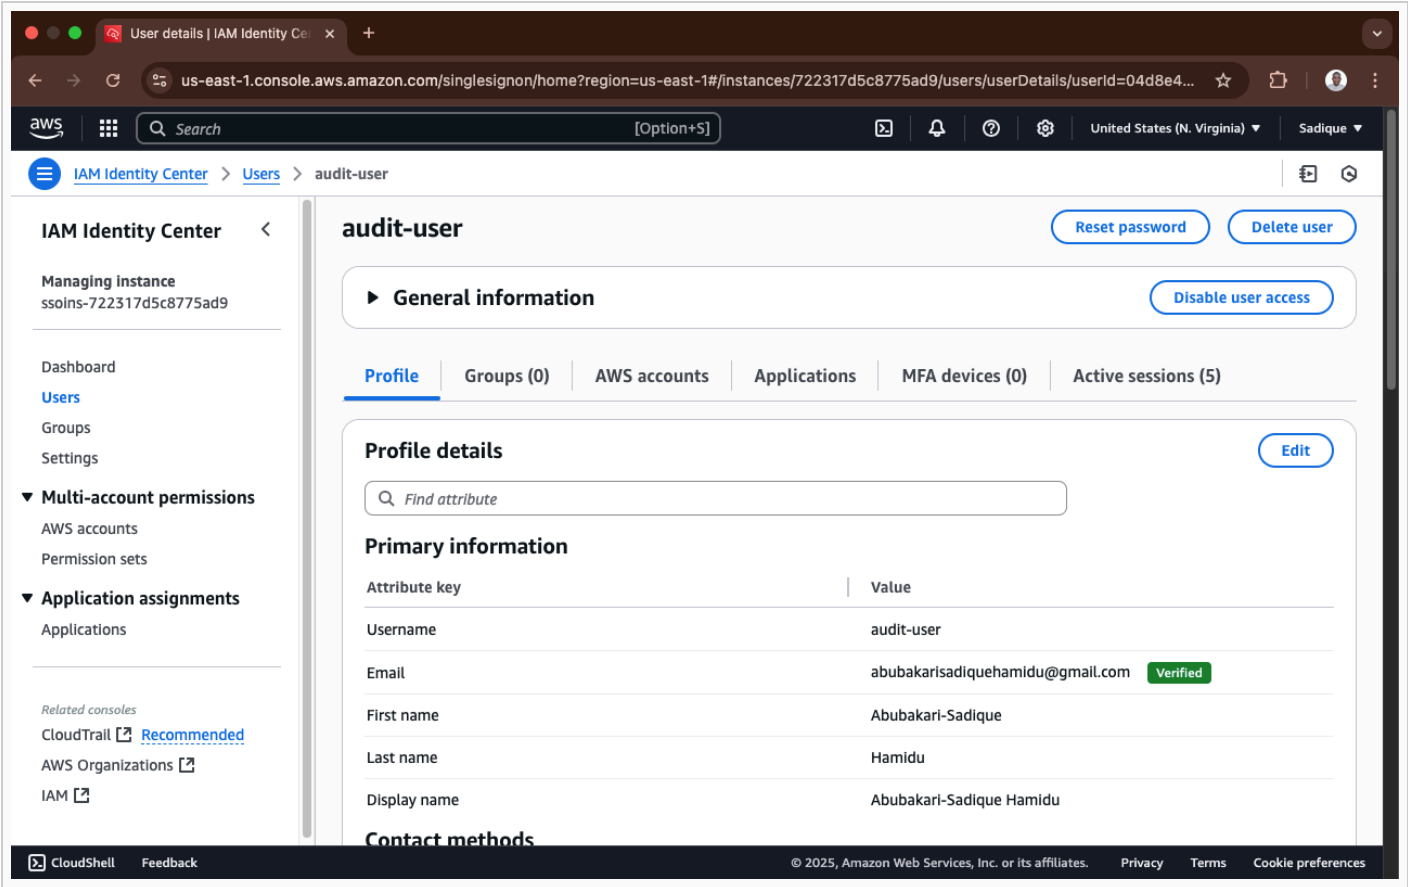 User details | IAM Identity Cen
us-east-1.console.aws.amazon.com/singlesignon/home?region=us-east-1#/instances/722317d5c8775ad9/users/userDetails/userId=04d8e4...
aws
Search
[Option+S]
United States (N. Virginia)
Sadique
IAM Identity Center
Users
audit-user
IAM Identity Center
Managing instance
ssoins-722317d5c8775ad9
Dashboard
Users
Groups
Settings
Multi-account permissions
AWS accounts
Permission sets
Application assignments
Applications
Related consoles
CloudTrail Recommended
AWS Organizations
IAM
audit-user
Reset password
Delete user
General information
Disable user access
Profile
Groups (0)
AWS accounts
Applications
MFA devices (0)
Active sessions (5)
Profile details
Edit
Find attribute
Primary information
Attribute key Value
Username audit-user
Email abubakarisadiquehamidu@gmail.com Verified
First name Abubakari-Sadique
Last name Hamidu
Display name Abubakari-Sadique Hamidu
Contact methods
CloudShell
Feedback
© 2025, Amazon Web Services, Inc. or its affiliates.
Privacy
Terms
Cookie preferences